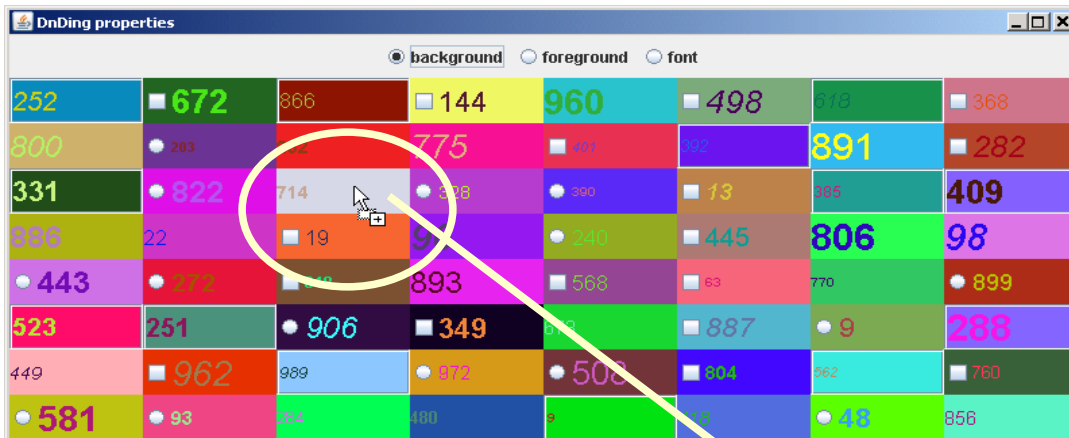 DnDing properties
background foreground font
252 672 866 144 960 498 618 368
800 203 775 401 392 891 282
331 822 714 328 390 13 385 409
886 22 19 240 445 806 98
443 272 893 568 63 770 899
523 251 906 349 887 9 288
449 962 989 972 508 804 562 760
581 93 284 480 9 48 856